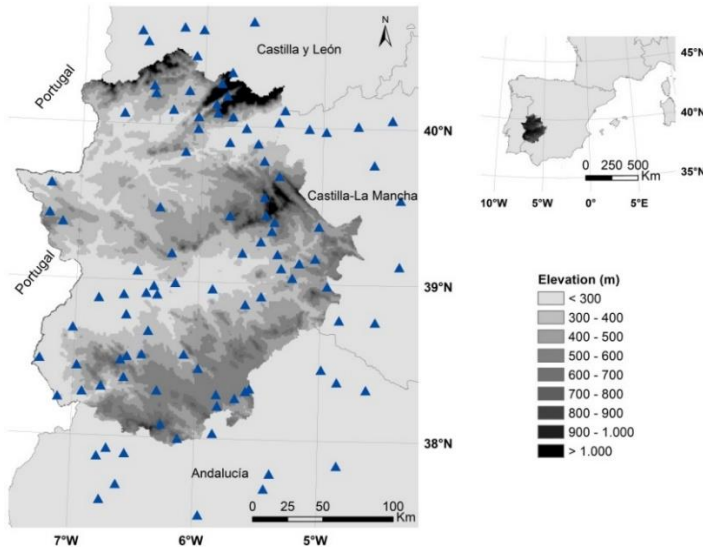 N
Castilla y León
Portugal
40°N
Castilla-La Mancha
Portugal
39°N
38°N
Andalucía
0 25 50 100
Km
7°W 6°W 5°W
45°N
40°N
35°N
0 250 500
Km
10°W 5°W 0°E 5°E
Elevation (m)
< 300
300 - 400
400 - 500
500 - 600
600 - 700
700 - 800
800 - 900
900 - 1.000
> 1.000